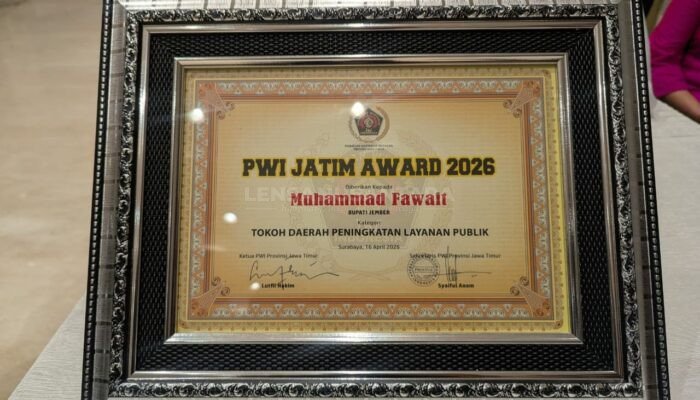 PWI JATIM AWARD 2026
Diberikan Kepada
Muhammad Fawait
BUPATI JEMBER
Kategori
TOKOH DAERAH PENINGKATAN LAYANAN PUBLIK
Surabaya, 16 April 2026
Ketua PWI Provinsi Jawa Timur
Sekretaris PWI Provinsi Jawa Timur
Lutfil Hakim
Syaiful Anam